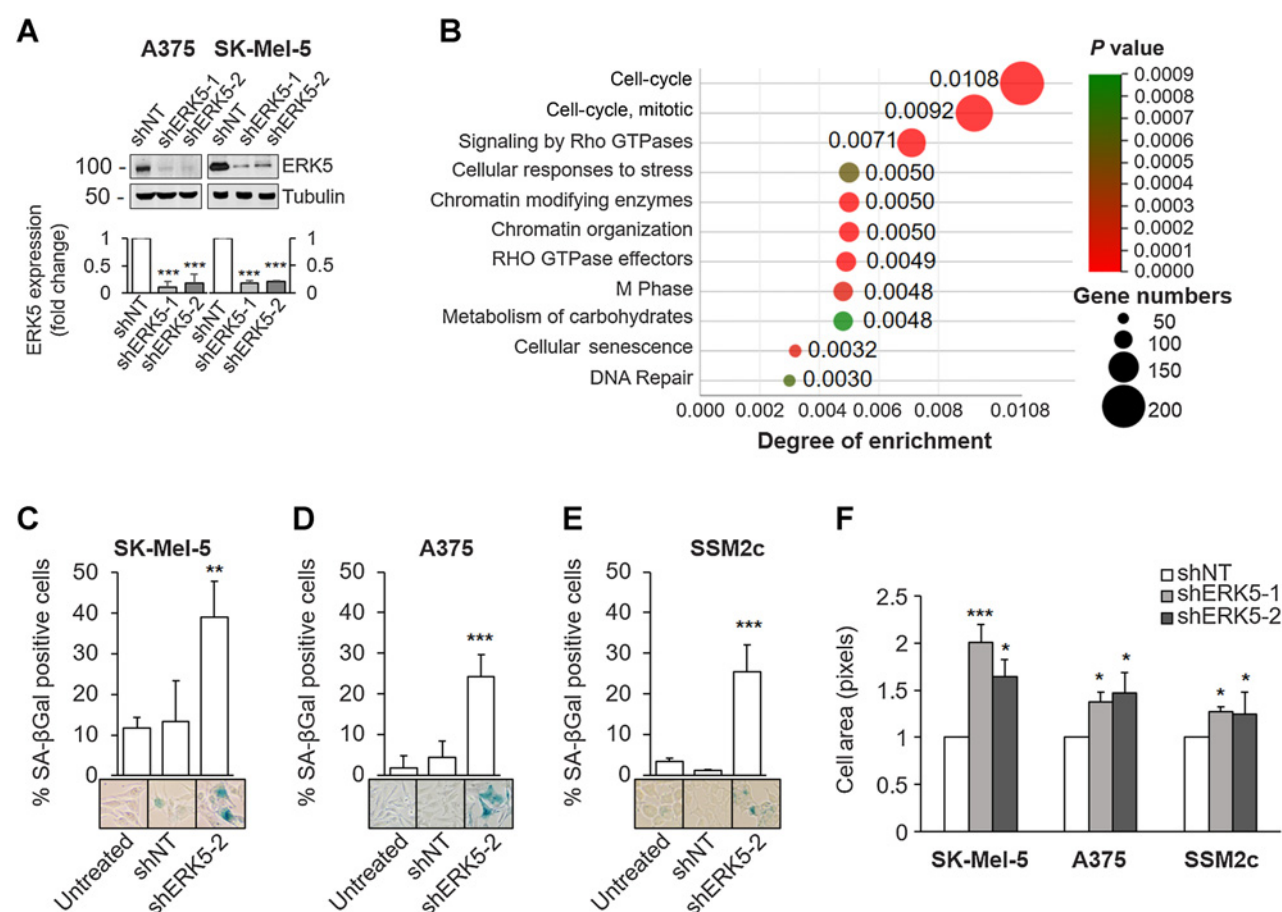 A
A375 SK-Mel-5
shNT
shERK5-1
shERK5-2
shNT
shERK5-1
shERK5-2
100 -
ERK5
50 -
Tubulin
ERK5 expression
(fold change)
1
0.5
0
*** *** *** ***
1
0.5
0
shNT
shERK5-1
shERK5-2
shNT
shERK5-1
shERK5-2
B
Cell-cycle 0.0108
Cell-cycle, mitotic 0.0092
Signaling by Rho GTPases 0.0071
Cellular responses to stress 0.0050
Chromatin modifying enzymes 0.0050
Chromatin organization 0.0050
RHO GTPase effectors 0.0049
M Phase 0.0048
Metabolism of carbohydrates 0.0048
Cellular senescence 0.0032
DNA Repair 0.0030
0.000 0.002 0.004 0.006 0.008 0.0108
Degree of enrichment
P value
0.0009
0.0008
0.0007
0.0006
0.0005
0.0004
0.0003
0.0002
0.0001
0.0000
Gene numbers
50
100
150
200
C
SK-Mel-5
% SA-βGal positive cells
50
40
30
20
10
0
**
Untreated
shNT
shERK5-2
D
A375
% SA-βGal positive cells
50
40
30
20
10
0
***
Untreated
shNT
shERK5-2
E
SSM2c
% SA-βGal positive cells
50
40
30
20
10
0
***
Untreated
shNT
shERK5-2
F
shNT
shERK5-1
shERK5-2
Cell area (pixels)
2.5
2
1.5
1
0.5
0
*** * * * * *
SK-Mel-5 A375 SSM2c